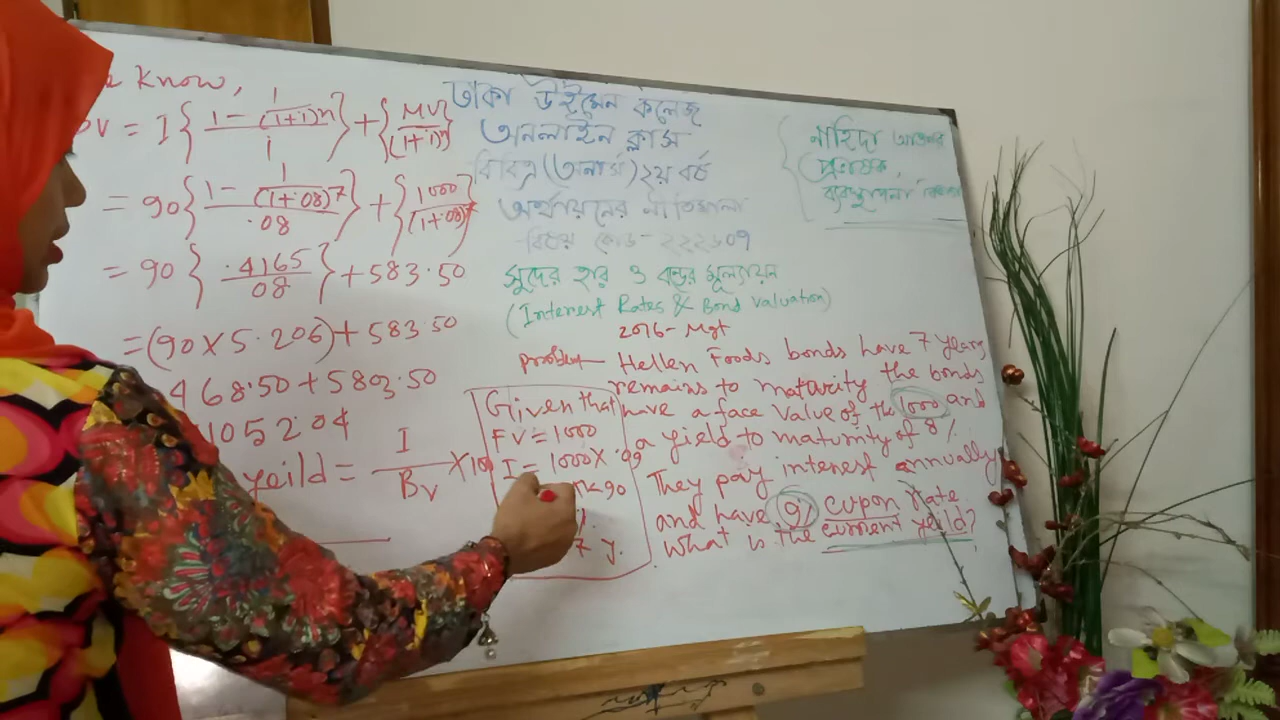 Know,
V = I { 1 - 1/(1+i)n / i } + { MV/(1+i)n }
= 90 { 1 - 1/(1+.08)7 / .08 } + { 1000/(1+.08)7 }
= 90 { .4165 / 08 } + 583.50
= (90 X 5.206) + 583.50
468.50 + 583.50
105204
yeild = I / Bv X 10
ঢাকা উইমেন কলেজ
অনলাইন ক্লাস
বিবিএ (অনার্স) ২য় বর্ষ
অর্থায়নের নীতিমালা
বিষয় কোড - ২২২৬০৭
সুদের হার ও বন্ডের মূল্যায়ন
(Interest Rates & Bond valuation)
2016 - Mgt
নাহিদা আক্তার
প্রভাষক,
ব্যবস্থাপনা বিভাগ
problem Hellen Foods bonds have 7 years
remains to maturity the bonds
have a face value of tk 1000 and
a yield to maturity of 8%.
They pay interest annually
and have 9% cupon rate.
What is the current yeild?
Given that
FV = 1000
I = 1000 X .09
90
7 y.